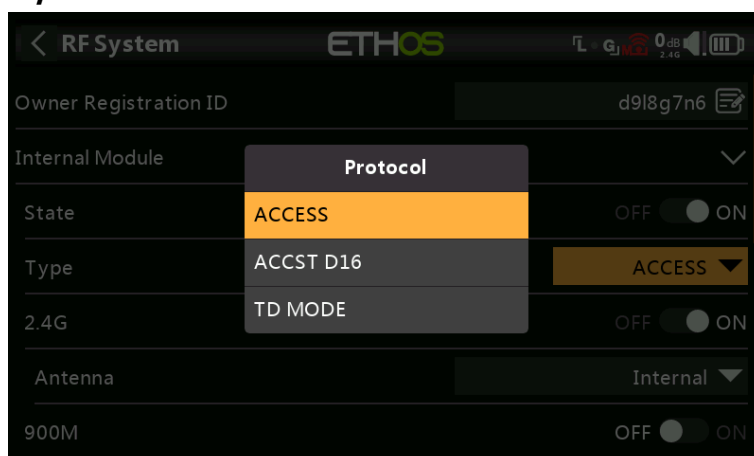 RF System ETHOS L G M 0dB 2.4G
Owner Registration ID d9l8g7n6
Internal Module
Protocol
State OFF ON
ACCESS
Type ACCESS
ACCST D16
2.4G OFF ON
TD MODE
Antenna Internal
900M OFF ON